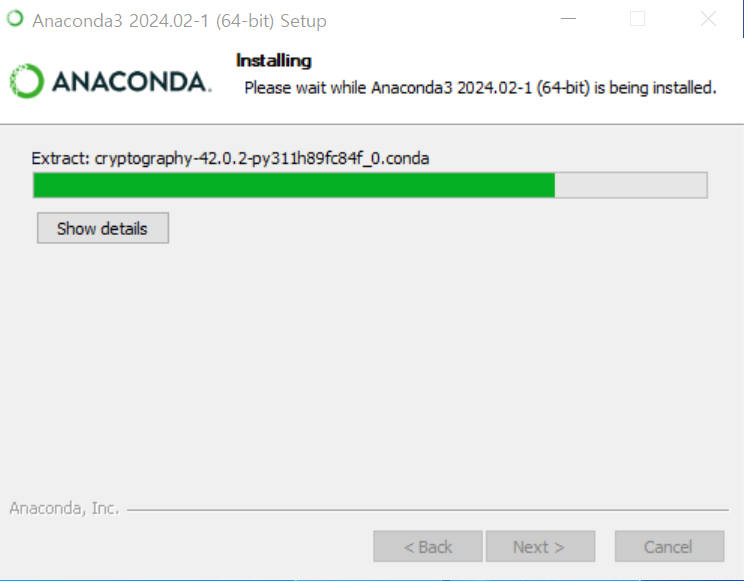 Anaconda3 2024.02-1 (64-bit) Setup
ANACONDA.
Installing
Please wait while Anaconda3 2024.02-1 (64-bit) is being installed.
Extract: cryptography-42.0.2-py311h89fc84f_0.conda
Show details
Anaconda, Inc.
< Back
Next >
Cancel